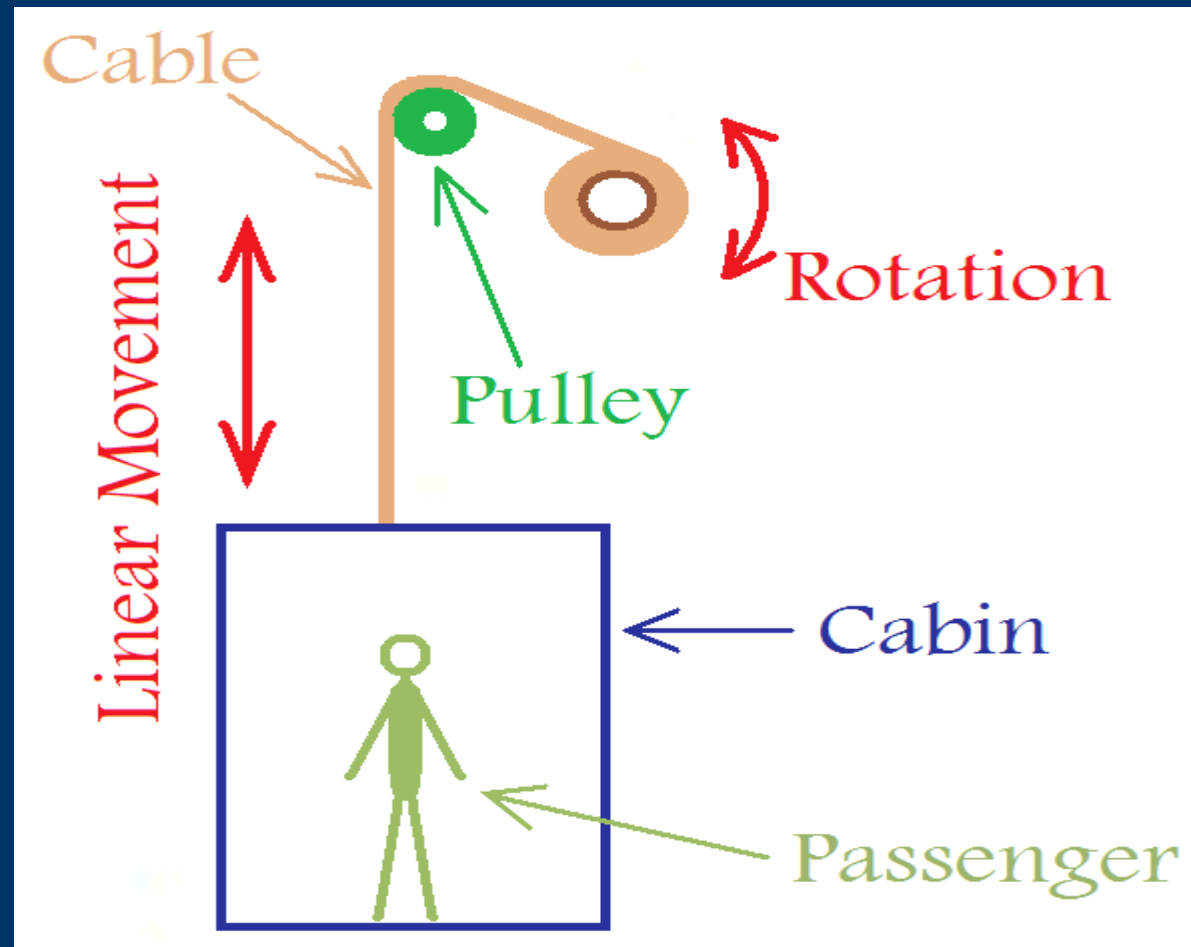 Cable
Linear Movement
Rotation
Pulley
Cabin
Passenger